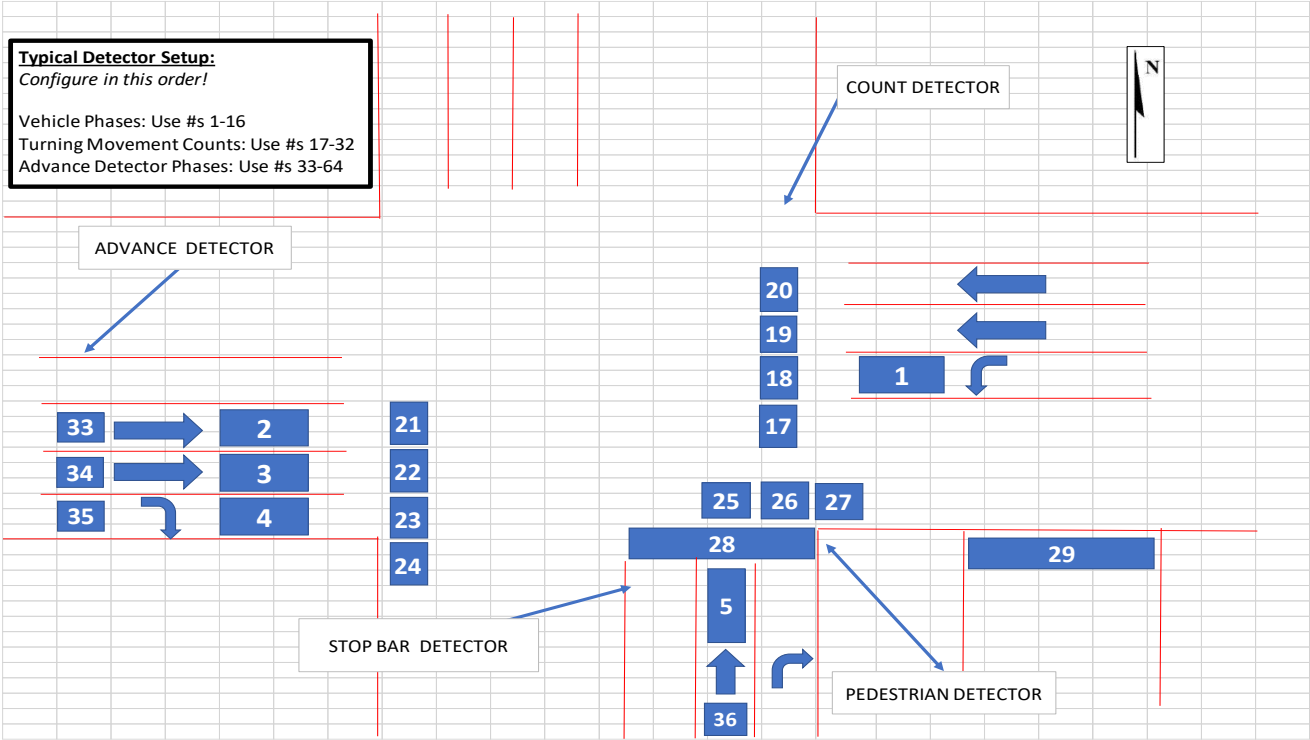 Typical Detector Setup:
Configure in this order!
Vehicle Phases: Use #s 1-16
Turning Movement Counts: Use #s 17-32
Advance Detector Phases: Use #s 33-64
COUNT DETECTOR
N
ADVANCE DETECTOR
20
19
18
1
17
33
2
21
34
3
22
35
4
23
24
25
26
27
28
29
5
STOP BAR DETECTOR
PEDESTRIAN DETECTOR
36